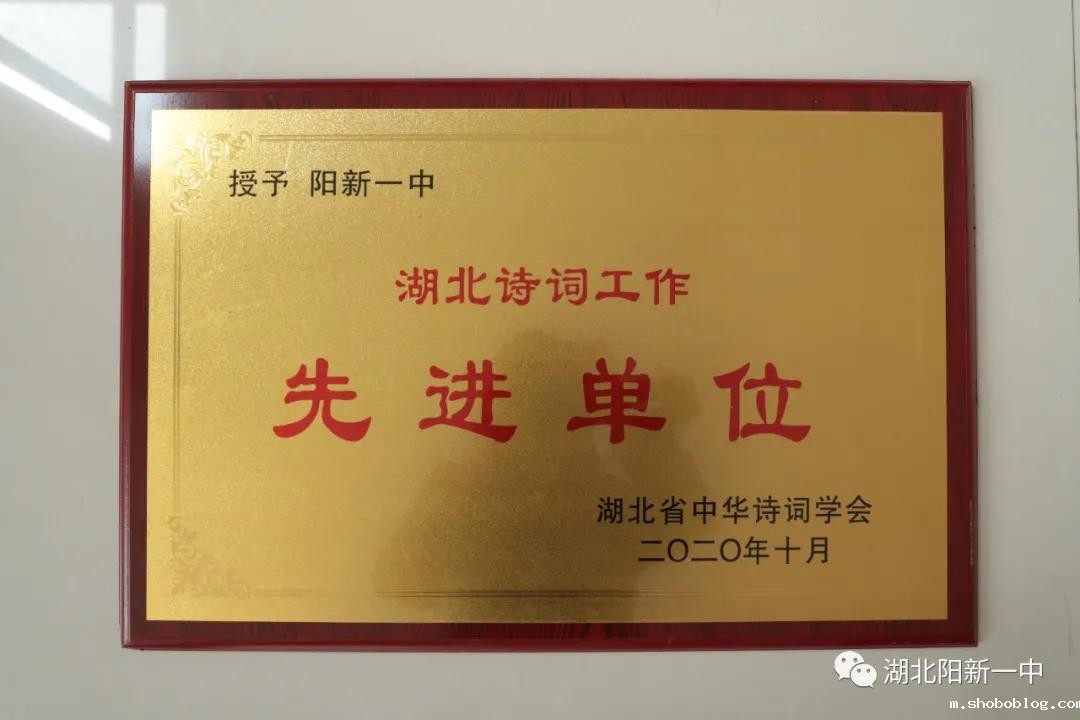 授予 阳新一中
湖北诗词工作
先进单位
湖北省中华诗词学会
二〇二〇年十月
湖北阳新一中
m.shoboblog.com